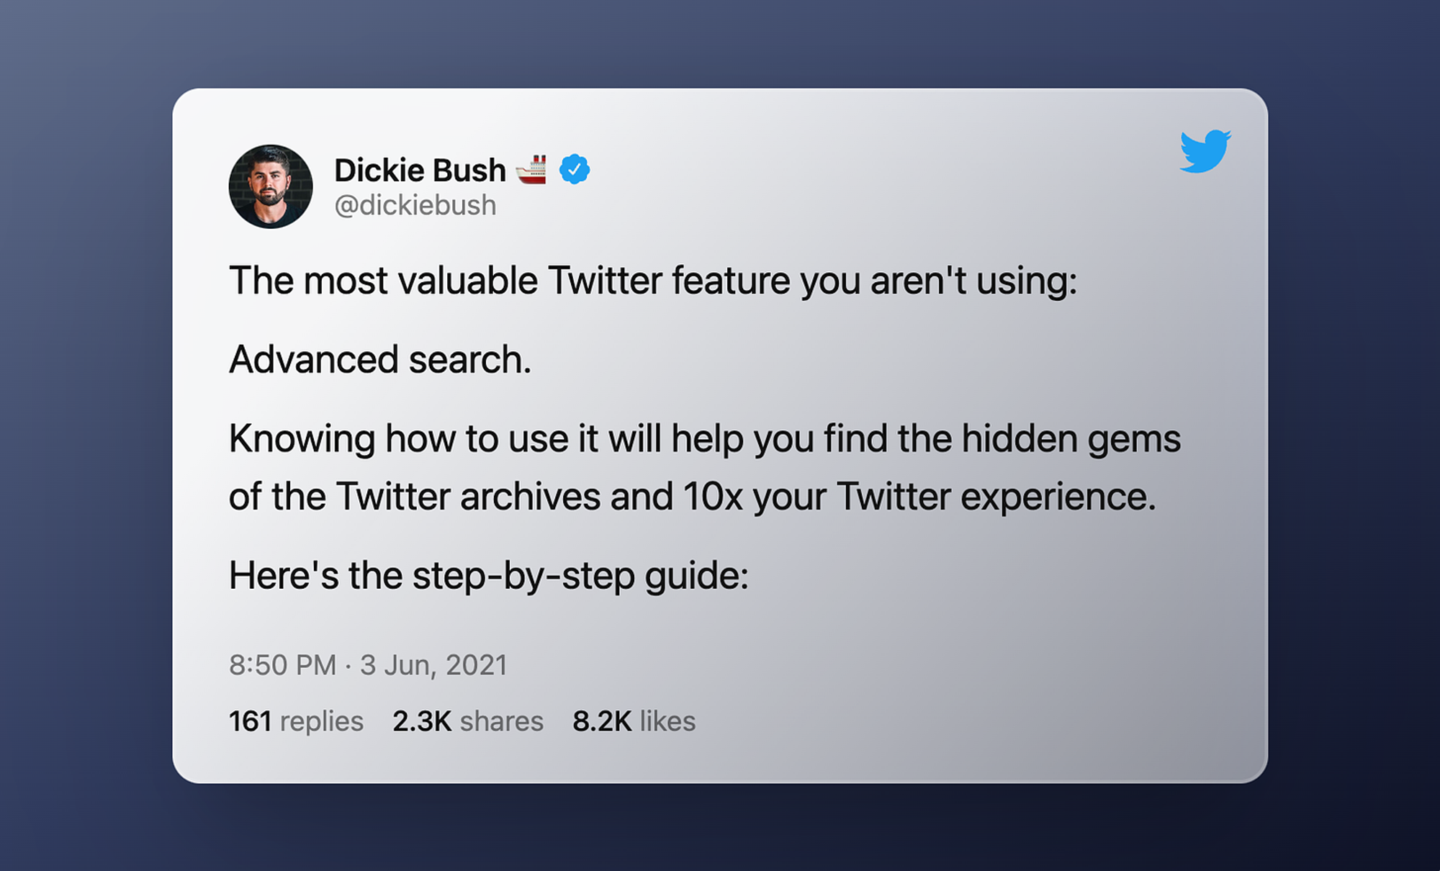 Dickie Bush 🚢
@dickiebush
The most valuable Twitter feature you aren't using:
Advanced search.
Knowing how to use it will help you find the hidden gems
of the Twitter archives and 10x your Twitter experience.
Here's the step-by-step guide:
8:50 PM · 3 Jun, 2021
161 replies 2.3K shares 8.2K likes